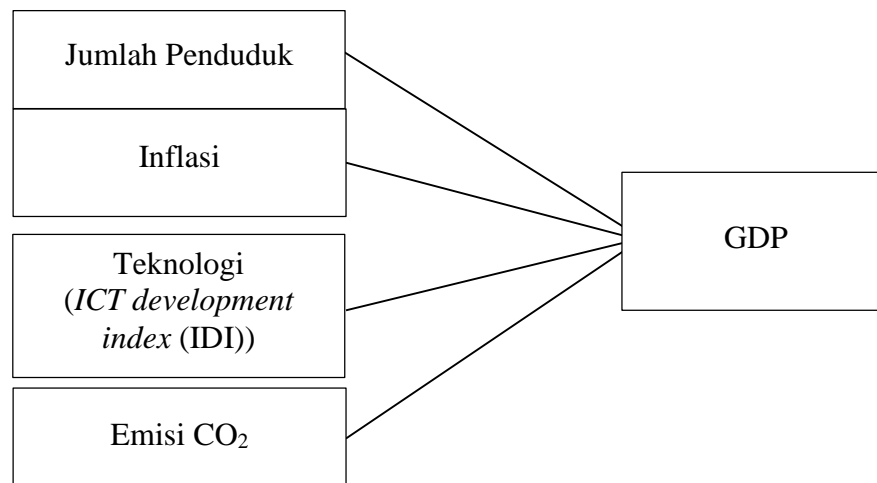 Jumlah Penduduk
Inflasi
Teknologi
(ICT development
index (IDI))
Emisi CO₂
GDP